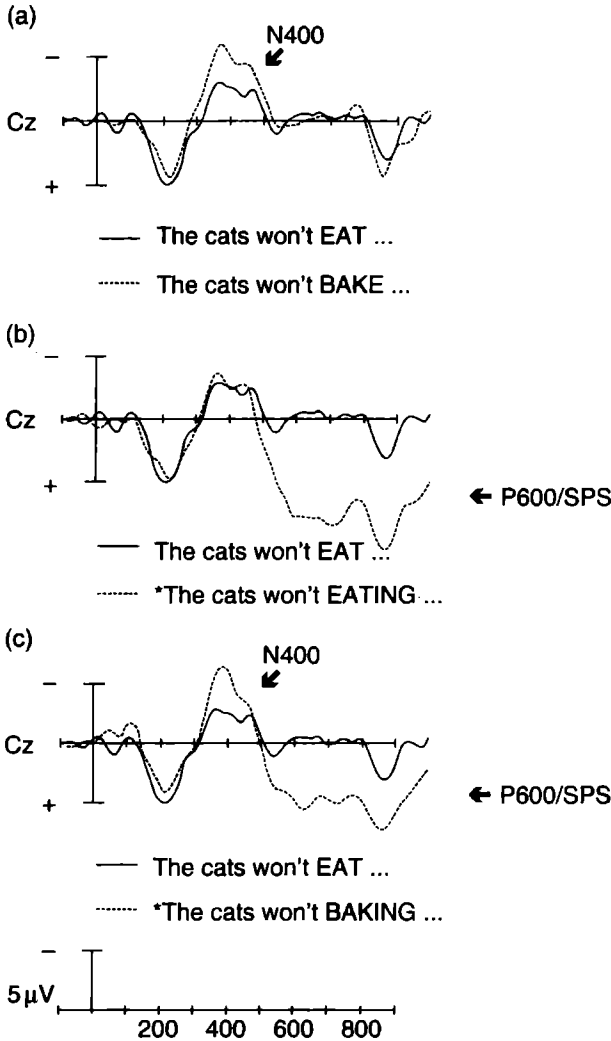 (a)
N400
−
Cz
+
The cats won't EAT ...
The cats won't BAKE ...
(b)
−
Cz
+
P600/SPS
The cats won't EAT ...
*The cats won't EATING ...
(c)
N400
−
Cz
+
P600/SPS
The cats won't EAT ...
*The cats won't BAKING ...
−
5 μV
200 400 600 800